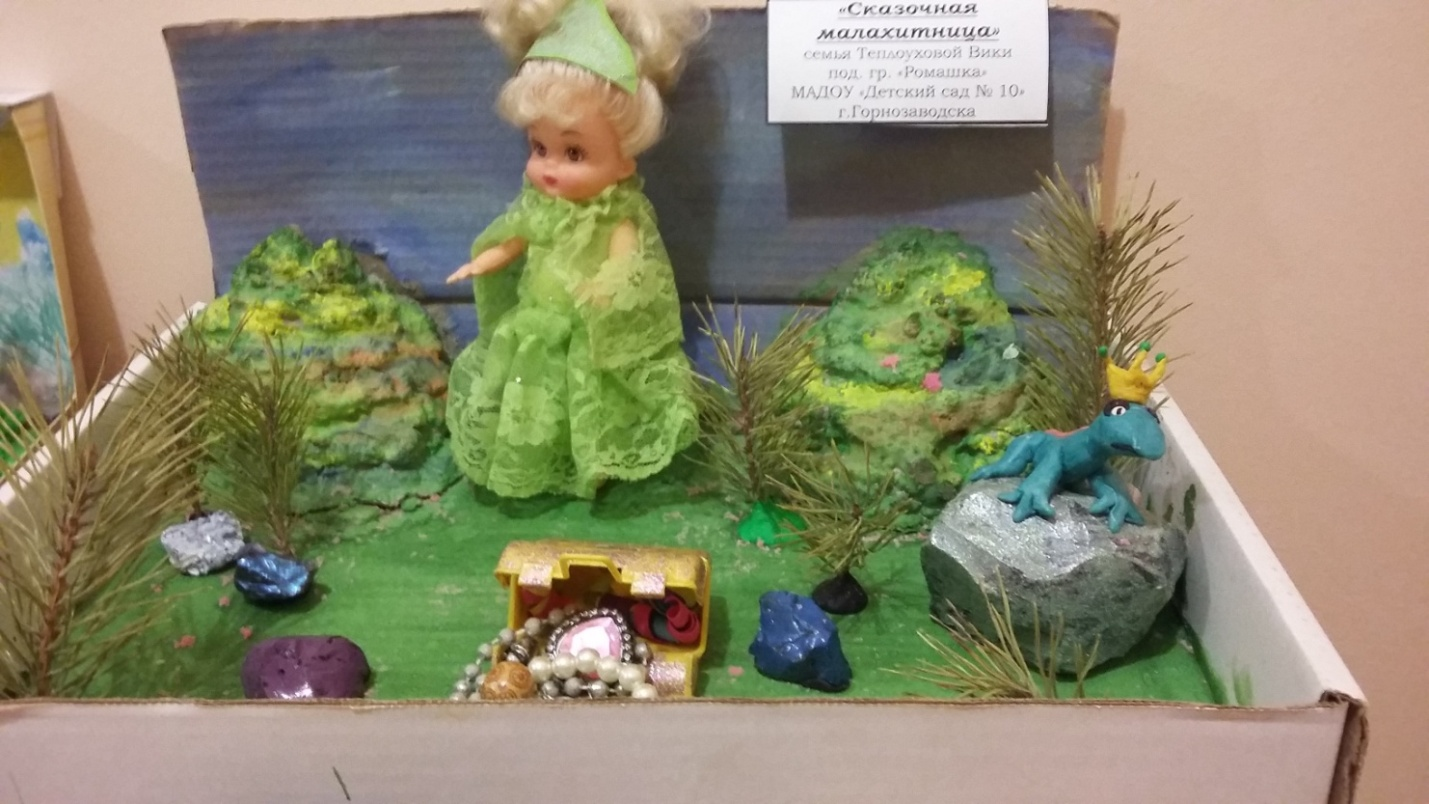 «Сказочная
малахитница»
семья Теплоуховой Вики
под. гр. «Ромашка»
МАДОУ «Детский сад № 10»
г.Горнозаводска